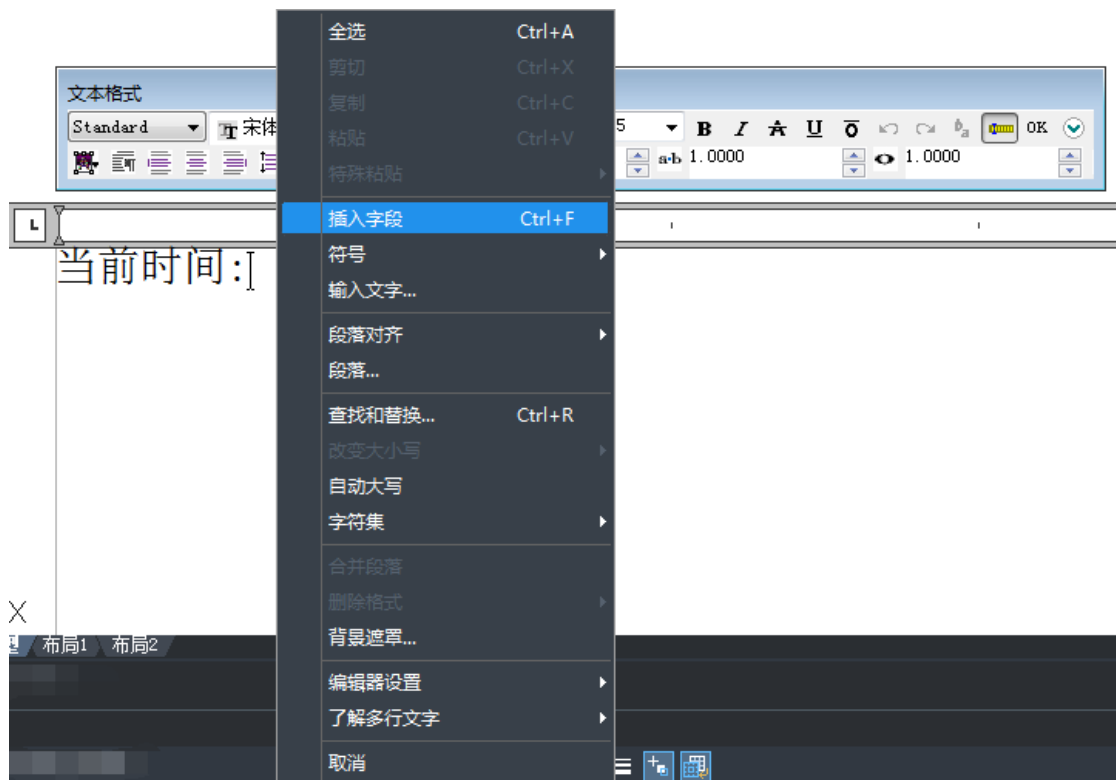 全选 Ctrl+A
剪切 Ctrl+X
复制 Ctrl+C
粘贴 Ctrl+V
特殊粘贴
插入字段 Ctrl+F
符号
输入文字...
段落对齐
段落...
查找和替换... Ctrl+R
改变大小写
自动大写
字符集
合并段落
删除格式
背景遮罩...
编辑器设置
了解多行文字
取消
文本格式
Standard 宋体 5 B I A U O OK
a·b 1.0000 1.0000
当前时间:
X
布局1 布局2